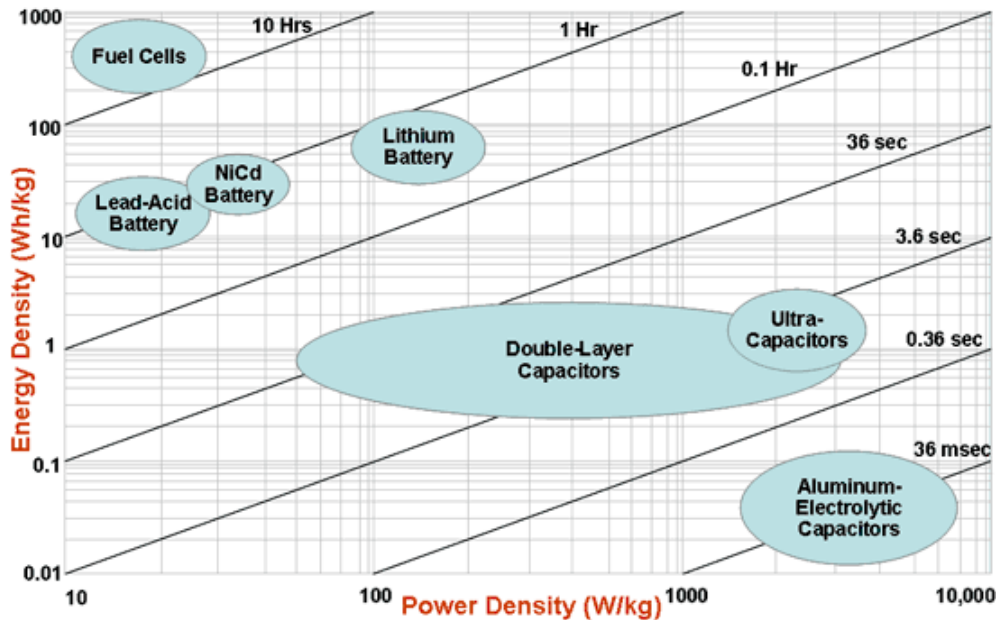 1000
10 Hrs
1 Hr
Fuel Cells
0.1 Hr
100
Lithium
Battery
36 sec
NiCd
Battery
Lead-Acid
Battery
10
3.6 sec
Ultra-
Capacitors
0.36 sec
1
Double-Layer
Capacitors
36 msec
0.1
Aluminum-
Electrolytic
Capacitors
0.01
Energy Density (Wh/kg)
10
100
Power Density (W/kg)
1000
10,000